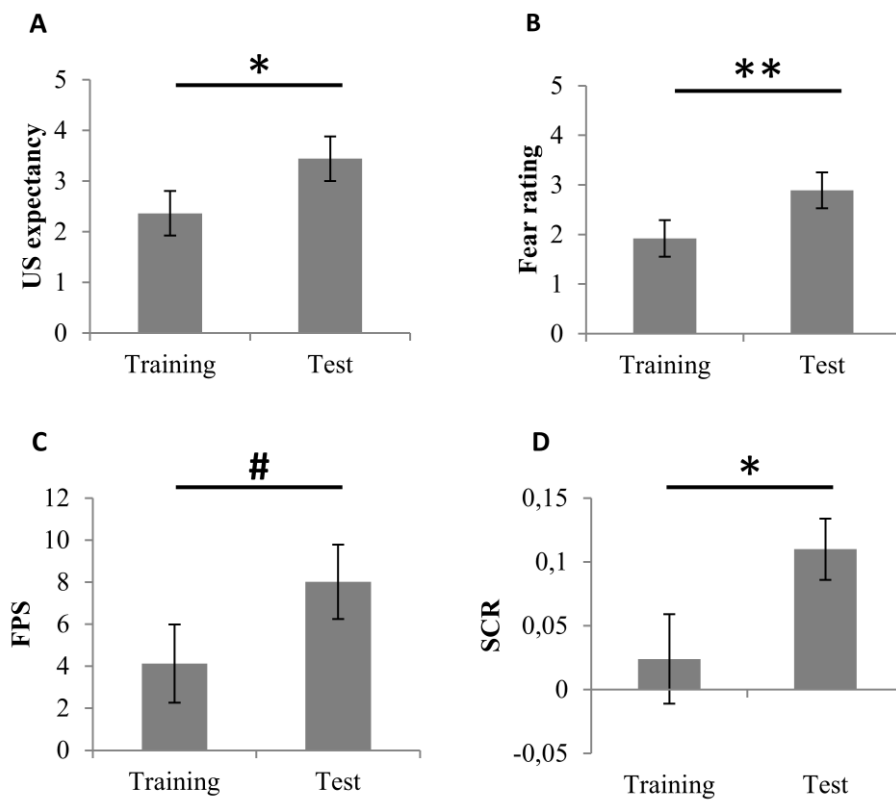 A
*
US expectancy
5
4
3
2
1
0
Training Test
B
**
Fear rating
5
4
3
2
1
0
Training Test
C
#
FPS
12
10
8
6
4
2
0
Training Test
D
*
SCR
0,15
0,1
0,05
0
-0,05
Training Test